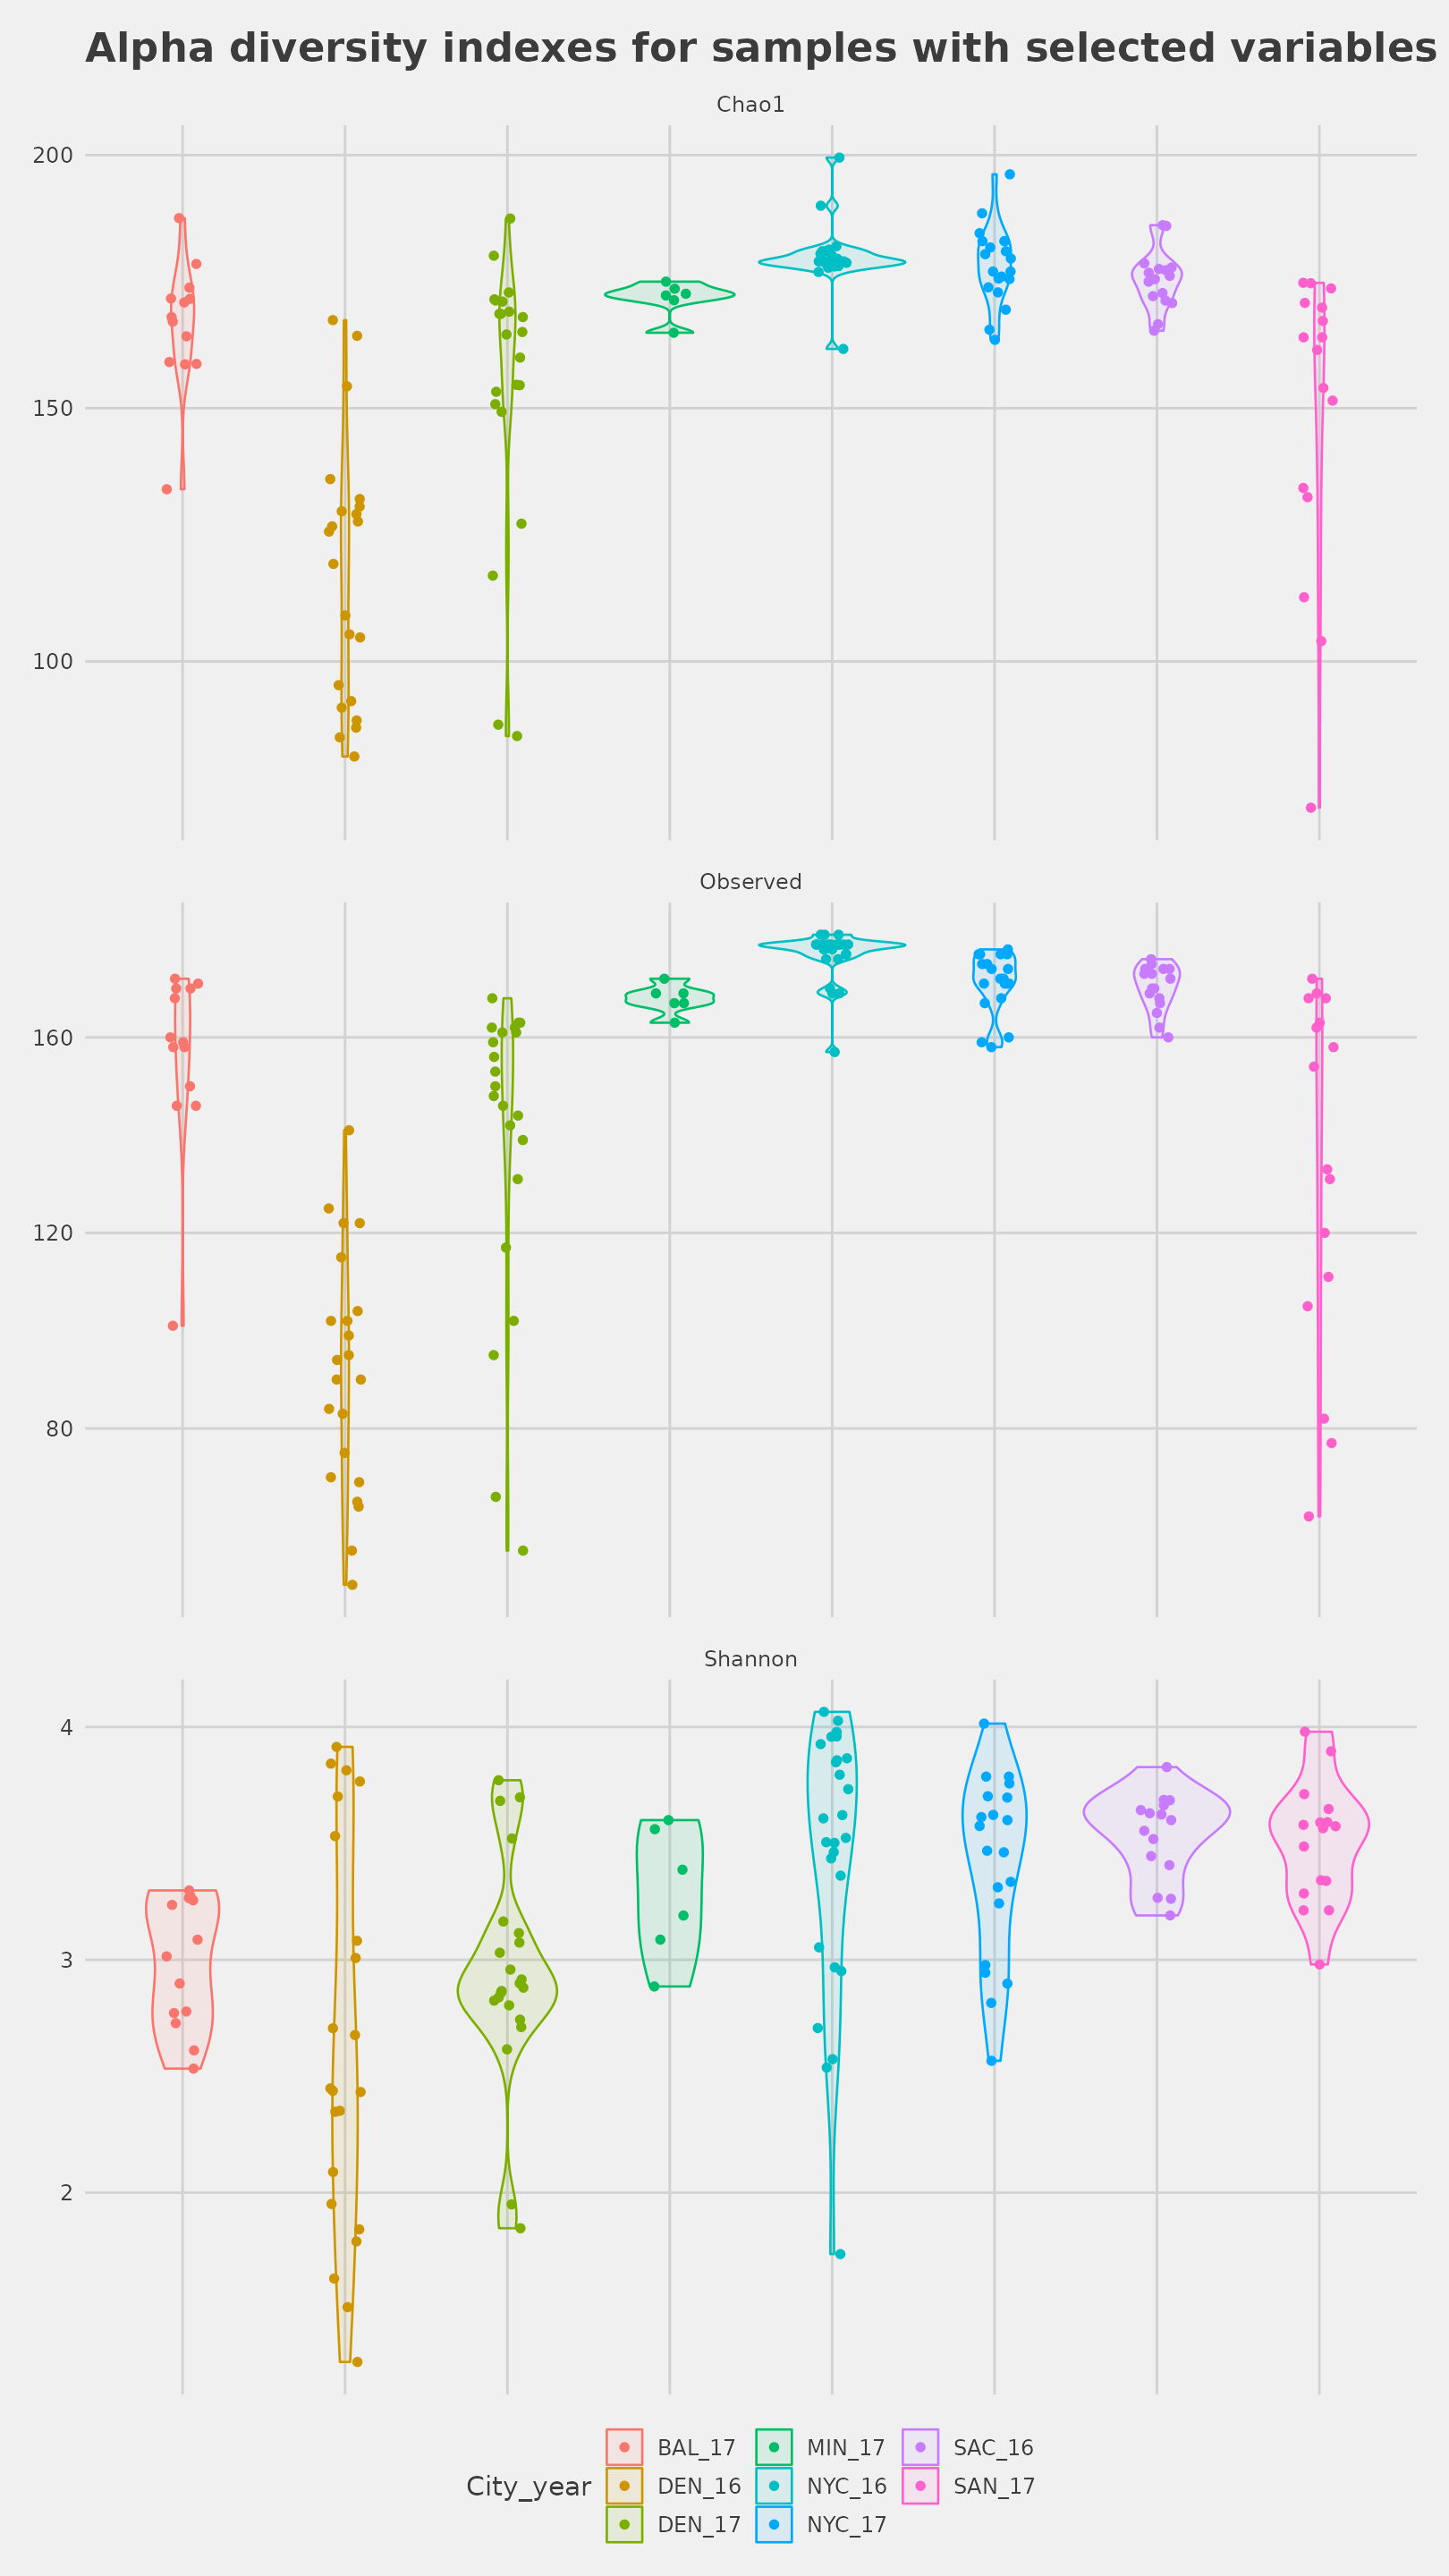 Alpha diversity indexes for samples with selected variables
Chao1
200
150
100
Observed
160
120
80
Shannon
4
3
2
City_year
BAL_17
DEN_16
DEN_17
MIN_17
NYC_16
NYC_17
SAC_16
SAN_17